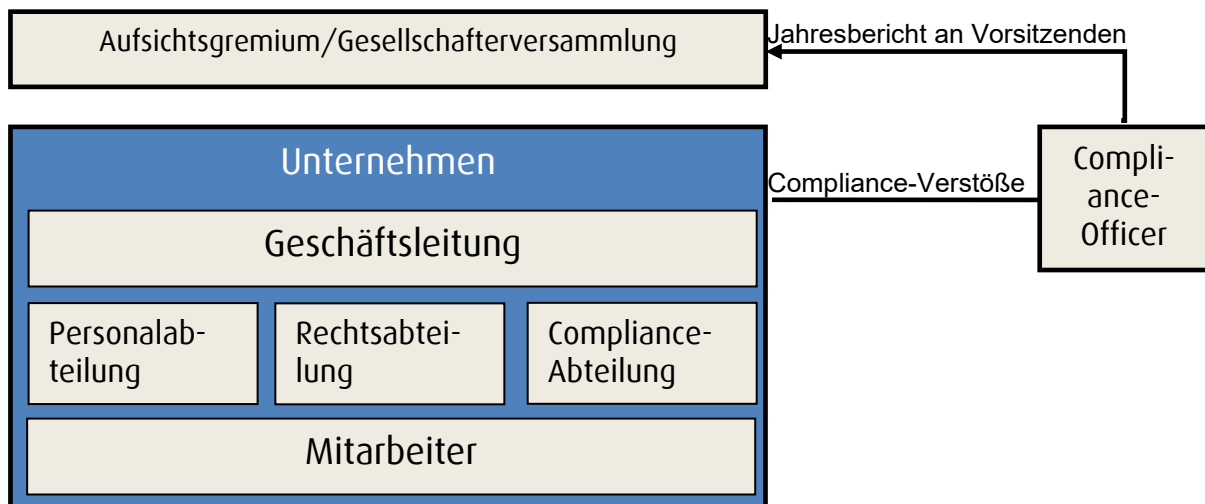 Aufsichtsgremium/Gesellschafterversammlung
Jahresbericht an Vorsitzenden
Unternehmen
Compliance-Verstöße
Compli-
ance-
Officer
Geschäftsleitung
Personalab-
teilung
Rechtsabtei-
lung
Compliance-
Abteilung
Mitarbeiter